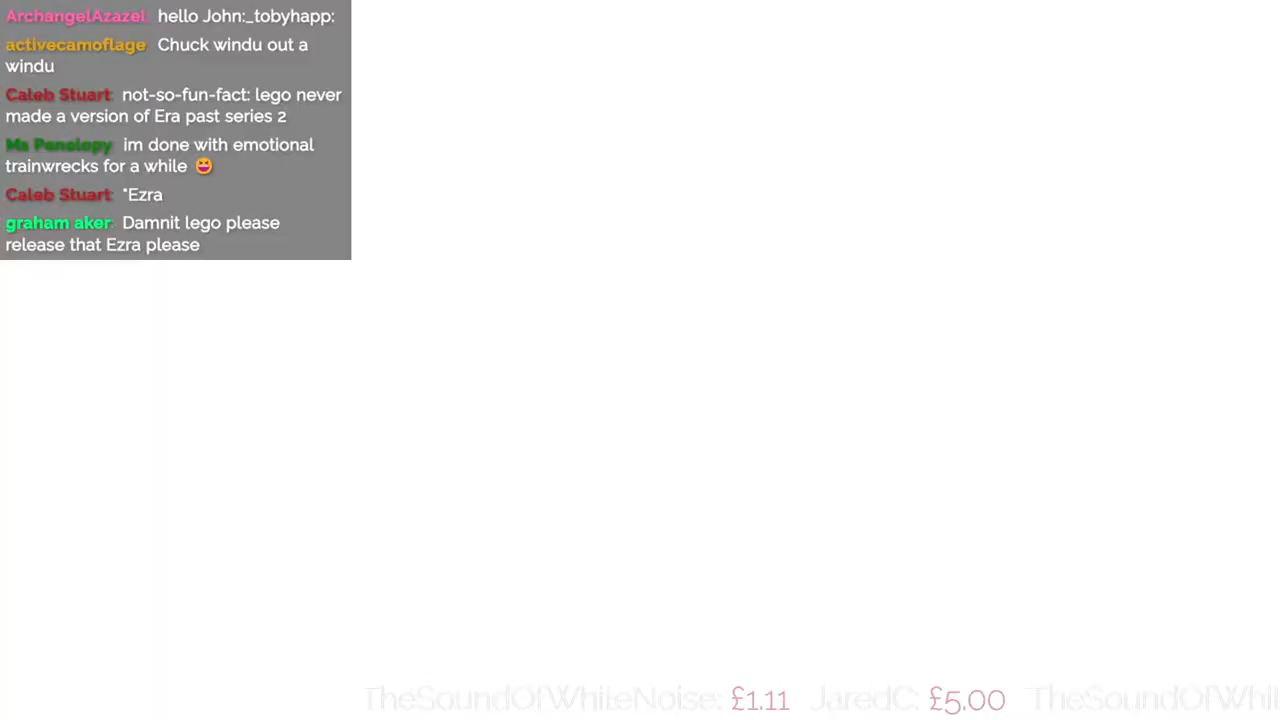 ArchangelAzazel: hello John:_tobyhapp:
activecamoflage: Chuck windu out a
windu
Caleb Stuart: not-so-fun-fact: lego never
made a version of Era past series 2
Ms Penelopy: im done with emotional
trainwrecks for a while 😆
Caleb Stuart: *Ezra
graham aker: Damnit lego please
release that Ezra please
TheSoundOfWhiteNoise: £1.11 JaredC: £5.00 TheSoundOfWhi